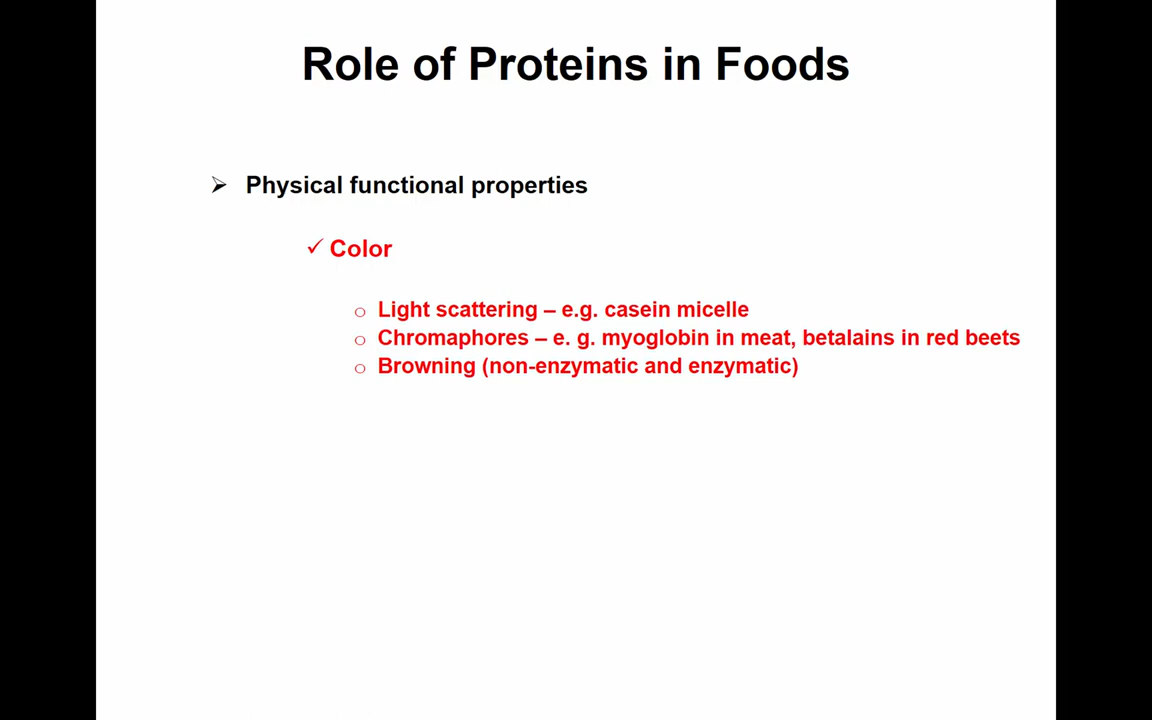 Role of Proteins in Foods
➢ Physical functional properties
✓ Color
o Light scattering – e.g. casein micelle
o Chromaphores – e. g. myoglobin in meat, betalains in red beets
o Browning (non-enzymatic and enzymatic)